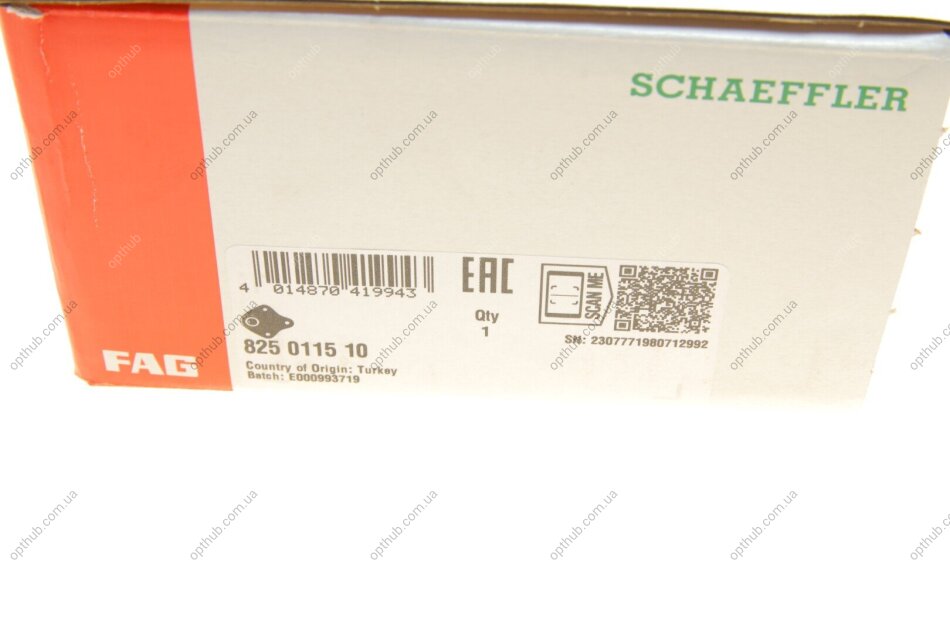 SCHAEFFLER
4 014870 419943
EAC
Qty
1
SCAN ME
SN: 2307771980712992
825 0115 10
Country of Origin: Turkey
Batch: E000993719
FAG
opthub.com.ua